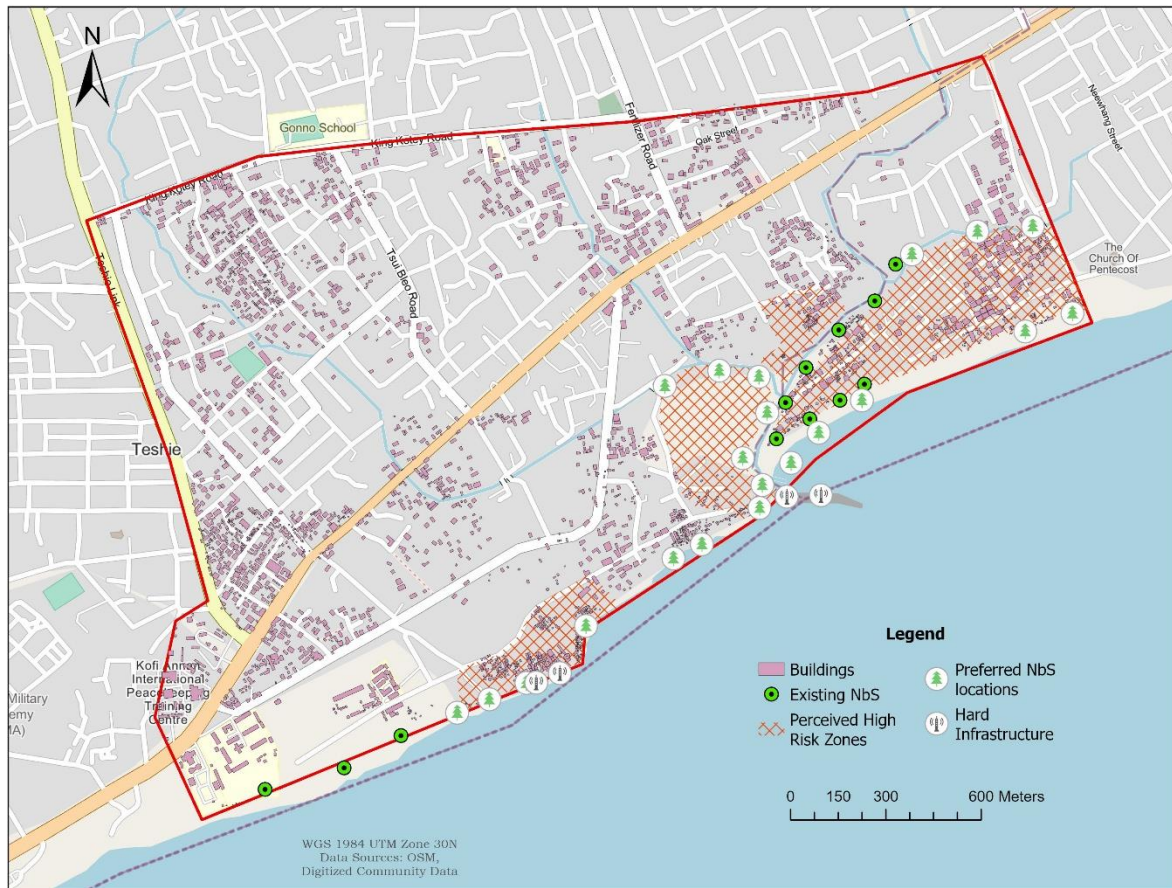 N
Gonno School
King Kotey Road
King Kotey Road
Fertilizer Road
Oak Street
Neewhang Street
Teshie Link
Tsui Bleo Road
The
Church Of
Pentecost
Teshie
Kofi Annan
International
Peacekeeping
Training
Centre
Military
emy
MA)
Legend
Buildings
Existing NbS
Perceived High
Risk Zones
Preferred NbS
locations
Hard
Infrastructure
0 150 300 600 Meters
WGS 1984 UTM Zone 30N
Data Sources: OSM,
Digitized Community Data